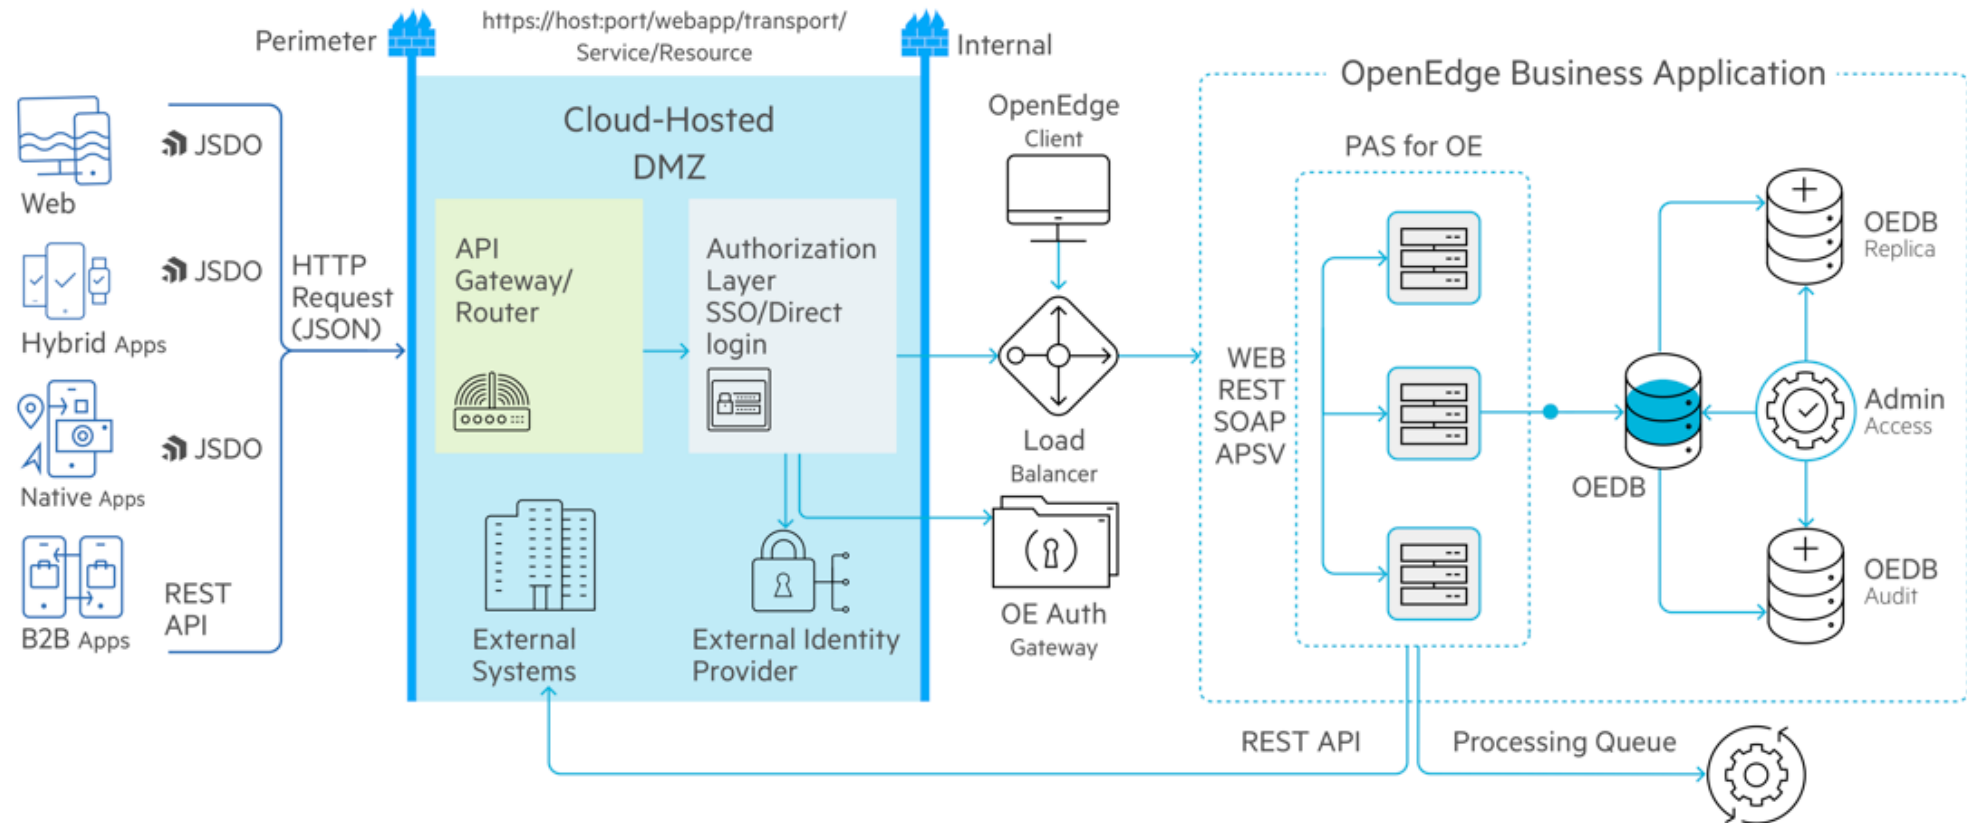 Perimeter
https://host:port/webapp/transport/
Service/Resource
Internal
Web
JSDO
Hybrid Apps
JSDO
Native Apps
JSDO
B2B Apps
REST
API
HTTP
Request
(JSON)
Cloud-Hosted
DMZ
API
Gateway/
Router
Authorization
Layer
SSO/Direct
login
External
Systems
External Identity
Provider
OpenEdge
Client
Load
Balancer
OE Auth
Gateway
OpenEdge Business Application
PAS for OE
WEB
REST
SOAP
APSV
OEDB
OEDB
Replica
Admin
Access
OEDB
Audit
REST API
Processing Queue